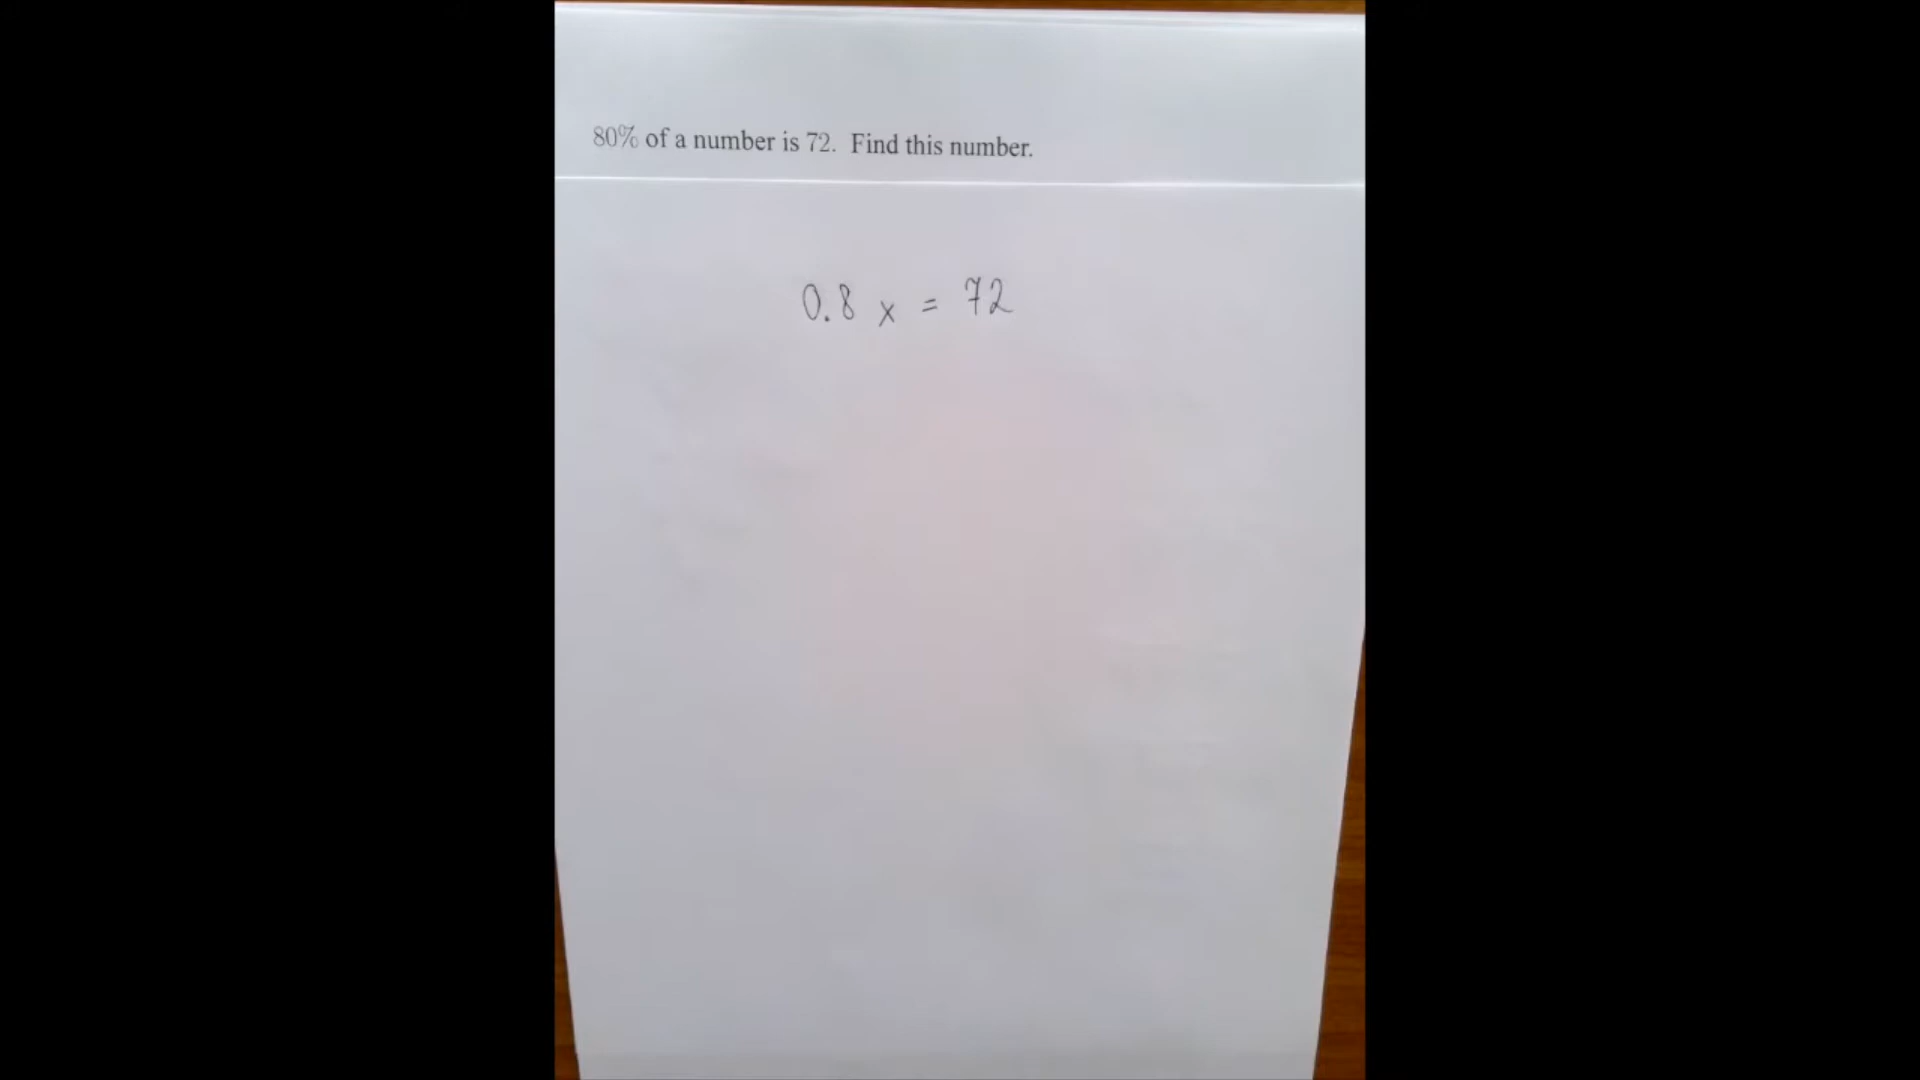 80% of a number is 72. Find this number.
0.8 x = 72